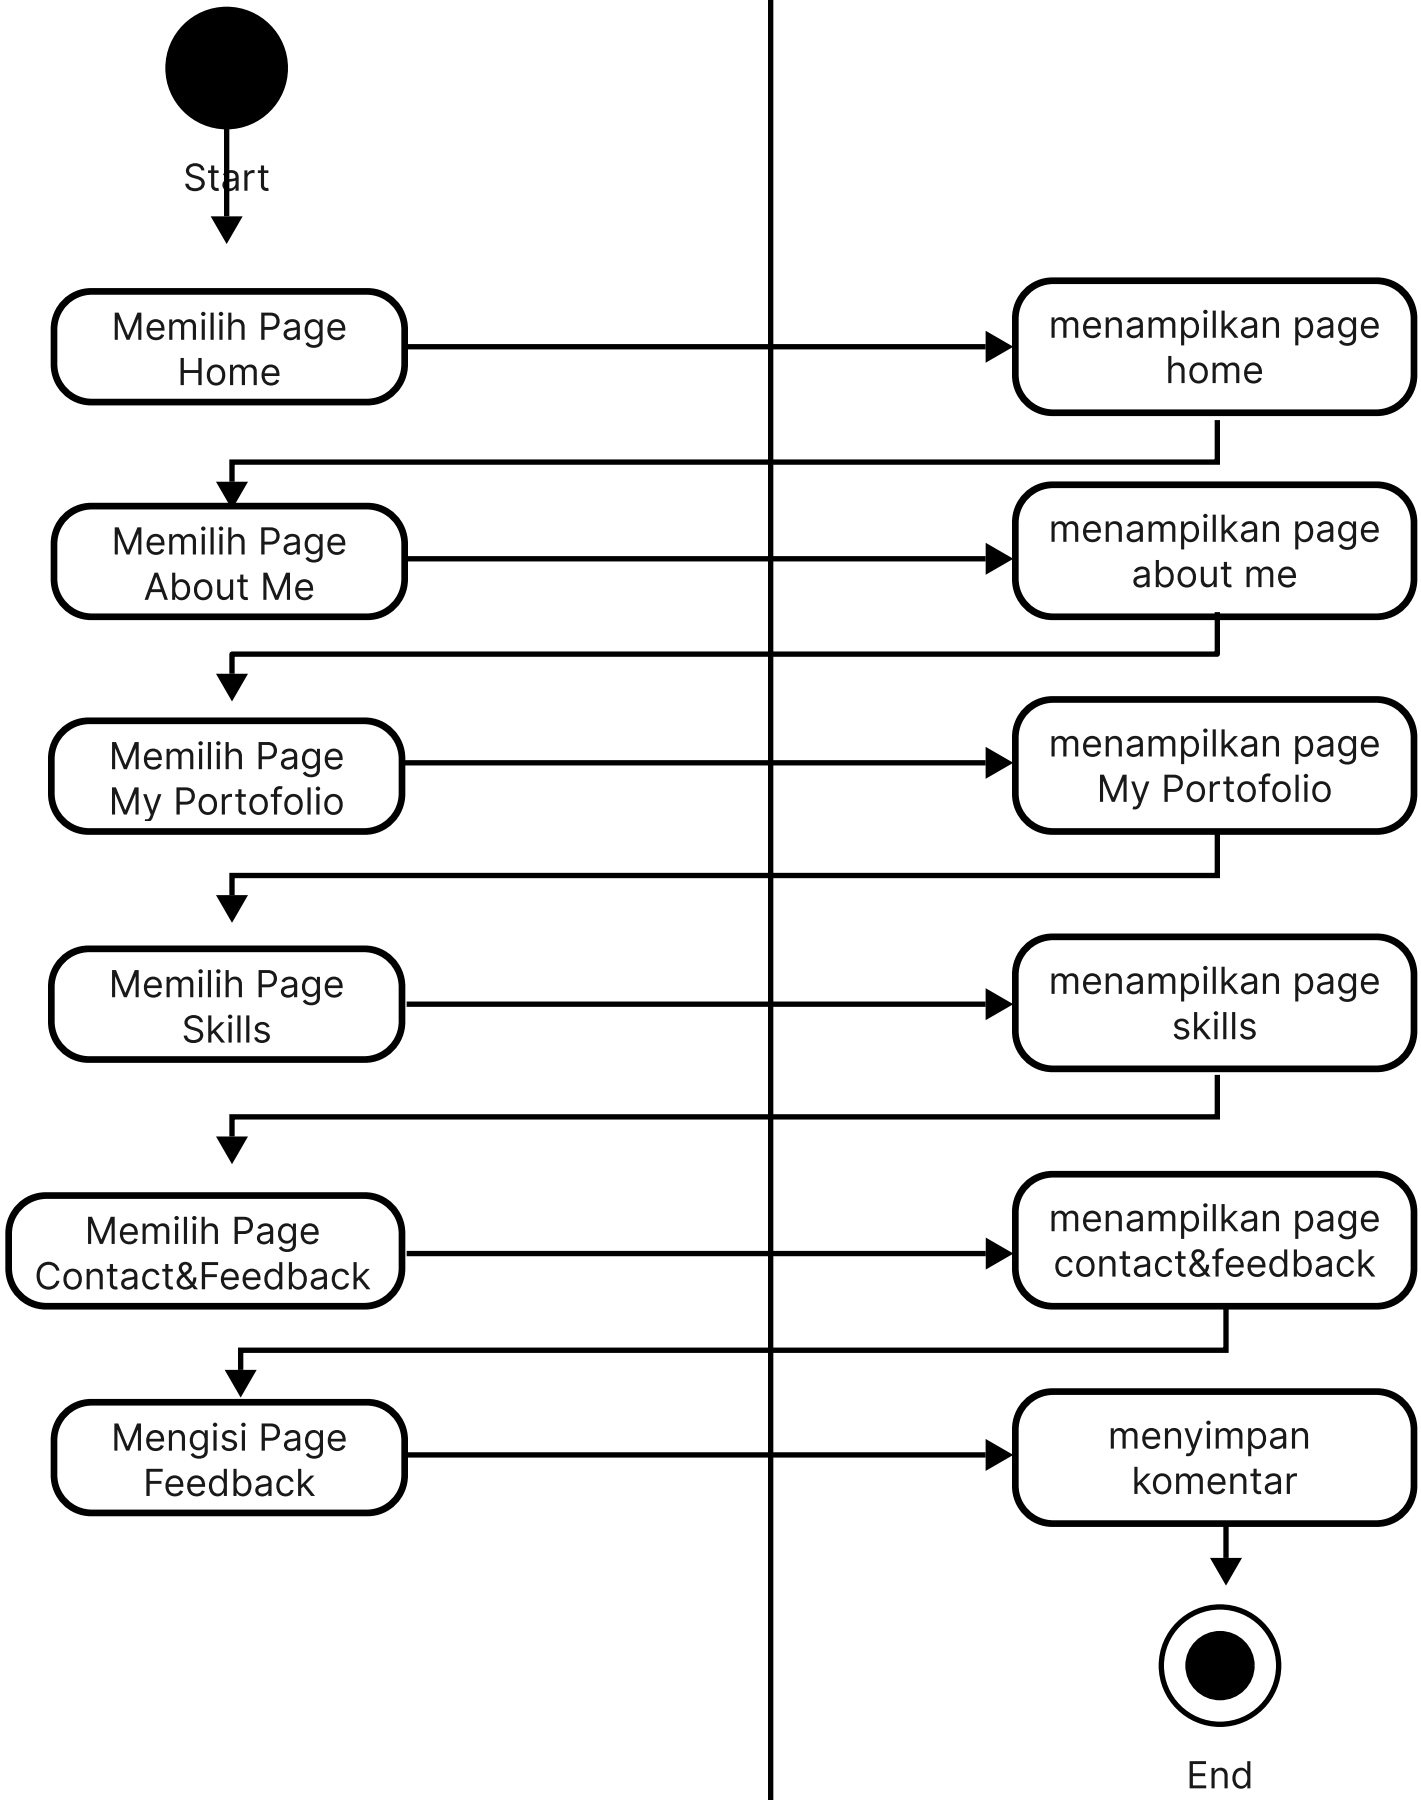 Start
Memilih Page
Home
menampilkan page
home
Memilih Page
About Me
menampilkan page
about me
Memilih Page
My Portofolio
menampilkan page
My Portofolio
Memilih Page
Skills
menampilkan page
skills
Memilih Page
Contact&Feedback
menampilkan page
contact&feedback
Mengisi Page
Feedback
menyimpan
komentar
End